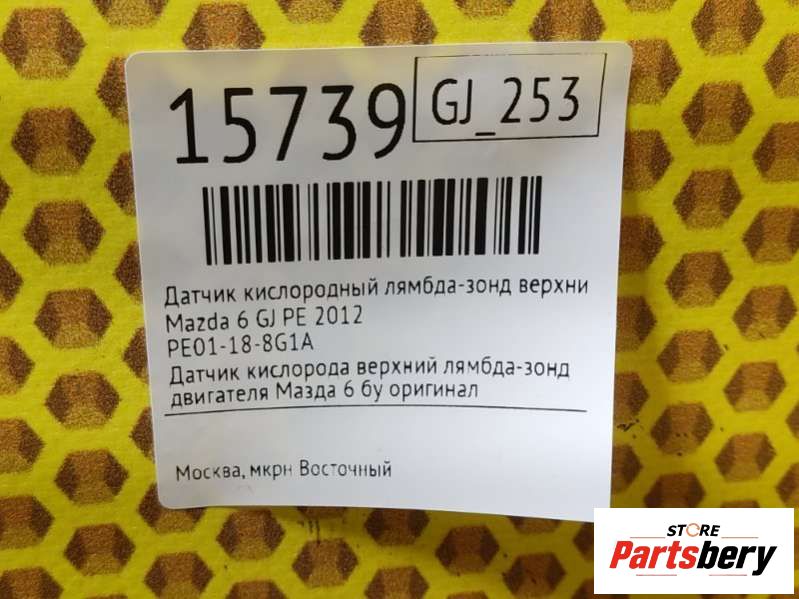 15739
GJ_253
Датчик кислородный лямбда-зонд верхни
Mazda 6 GJ PE 2012
PE01-18-8G1A
Датчик кислорода верхний лямбда-зонд
двигателя Мазда 6 бу оригинал
Москва, мкрн Восточный
STORE
Partsbery